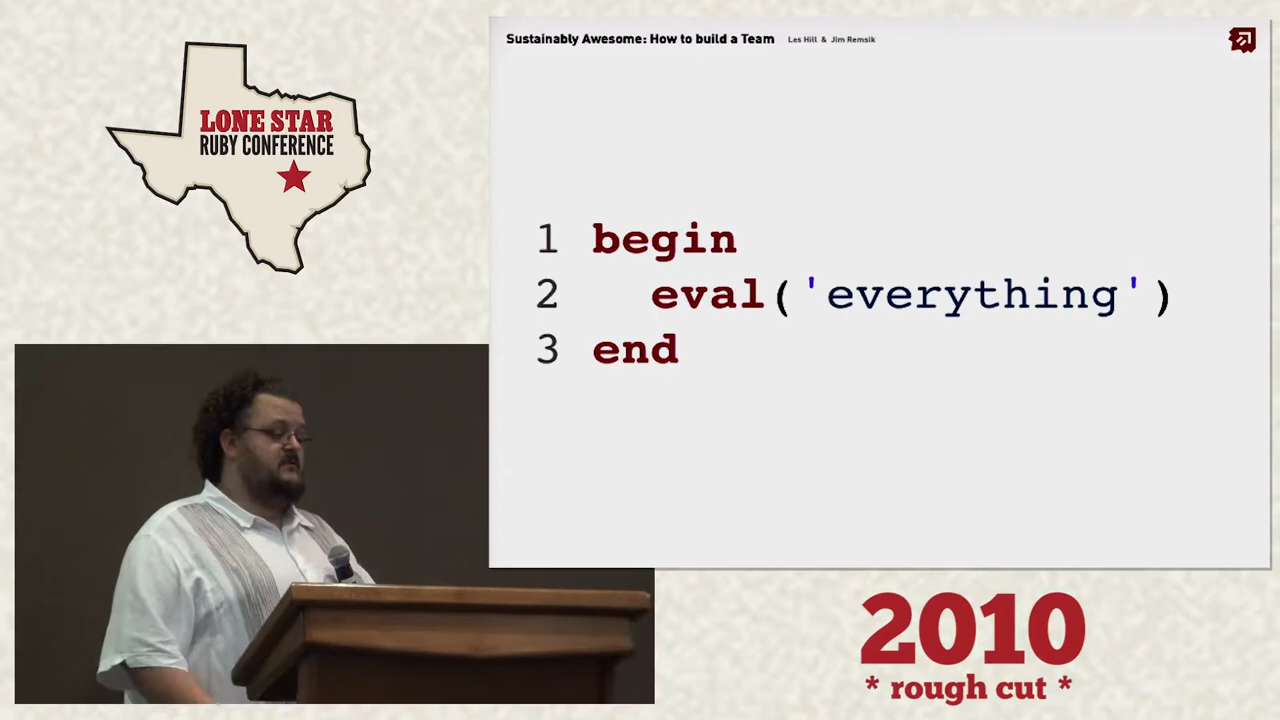 LONE STAR
RUBY CONFERENCE
Sustainably Awesome: How to build a Team Les Hill & Jim Remsik
1 begin
2 eval('everything')
3 end
2010
* rough cut *